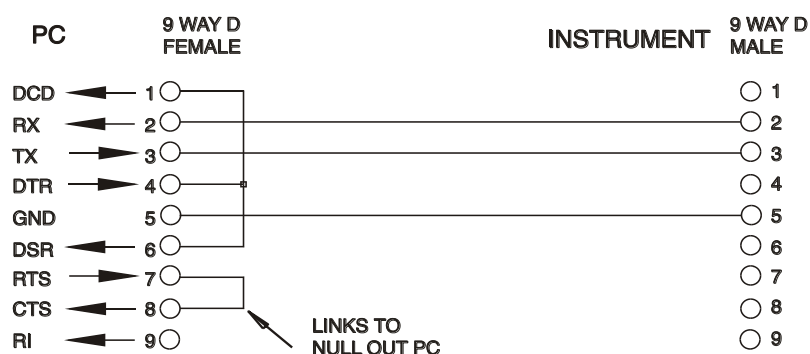 PC
9 WAY D
FEMALE
INSTRUMENT
9 WAY D
MALE
DCD 1 1
RX 2 2
TX 3 3
DTR 4 4
GND 5 5
DSR 6 6
RTS 7 7
CTS 8 8
RI 9 9
LINKS TO
NULL OUT PC